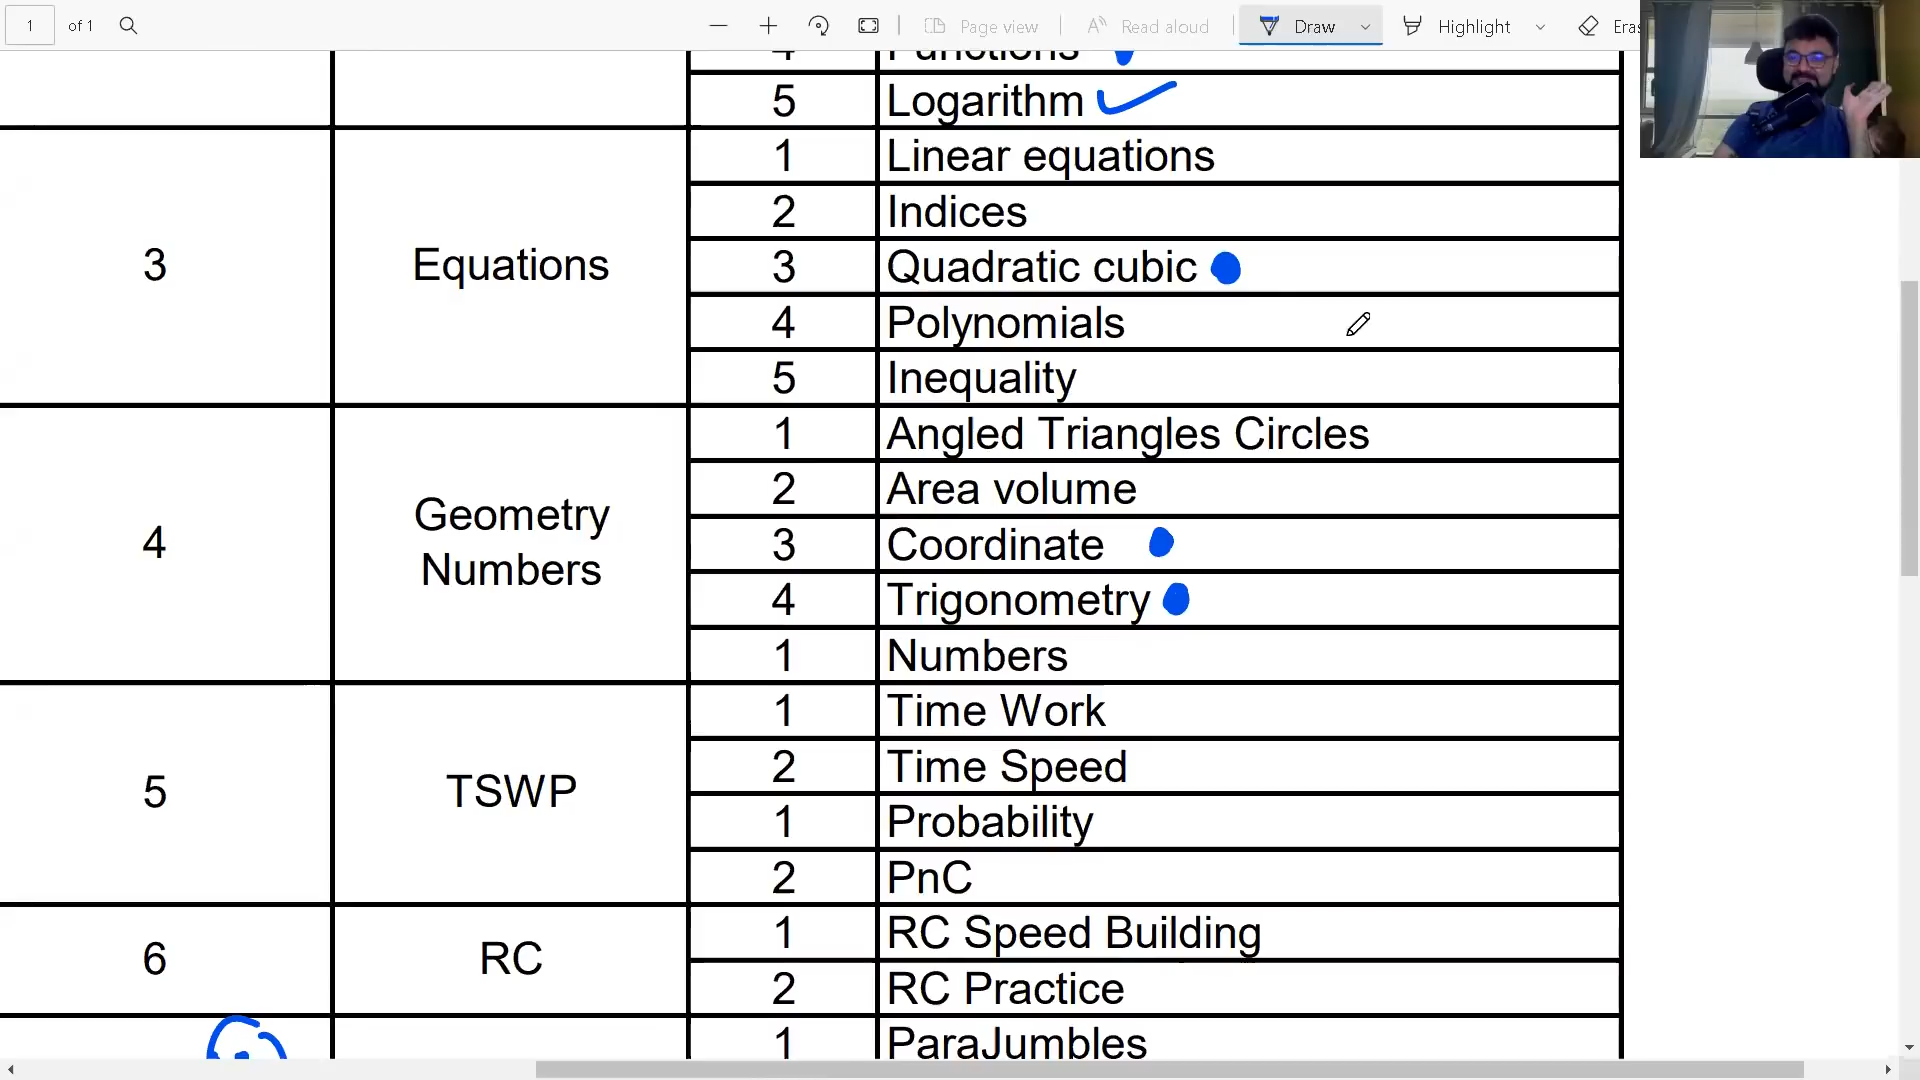 1 of 1 Page view Read aloud Draw Highlight Eras
4 Functions
5 Logarithm
3 Equations
1 Linear equations
2 Indices
3 Quadratic cubic
4 Polynomials
5 Inequality
4 Geometry Numbers
1 Angled Triangles Circles
2 Area volume
3 Coordinate
4 Trigonometry
1 Numbers
5 TSWP
1 Time Work
2 Time Speed
1 Probability
2 PnC
6 RC
1 RC Speed Building
2 RC Practice
1 ParaJumbles